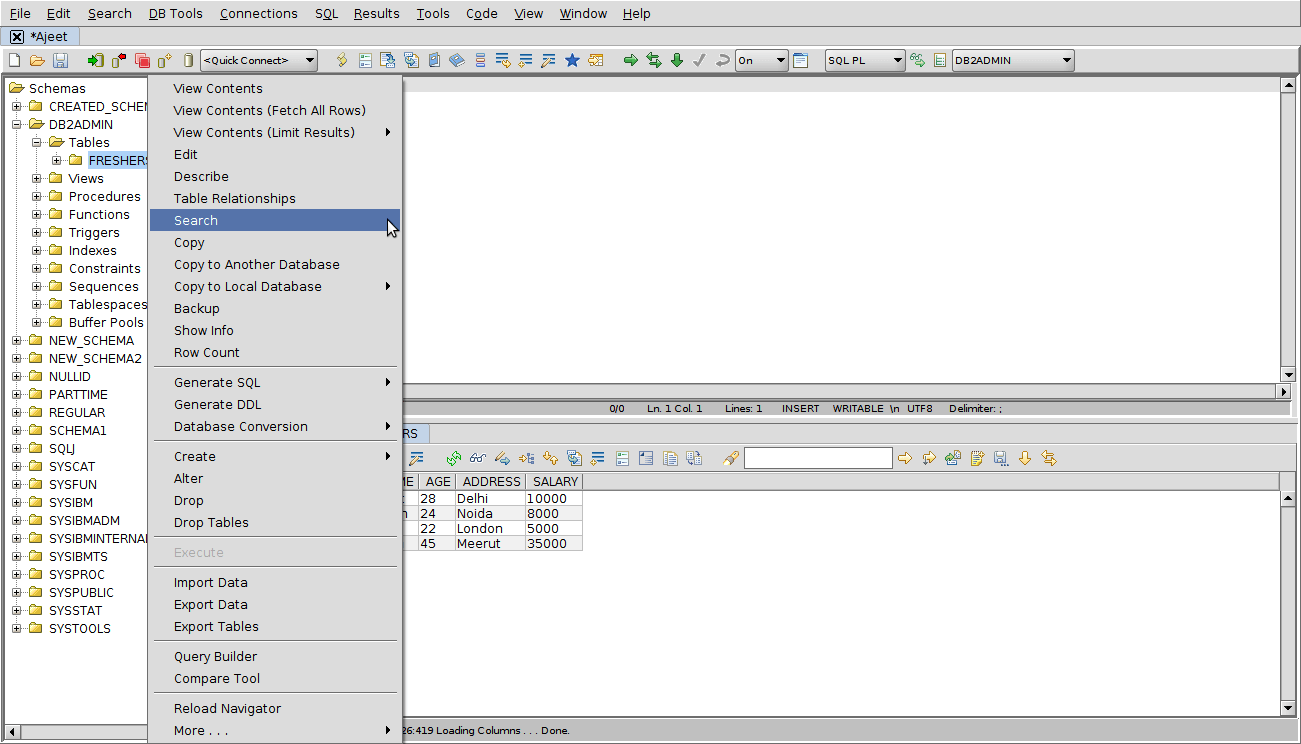 File Edit Search DB Tools Connections SQL Results Tools Code View Window Help
*Ajeet
<Quick Connect> On SQL PL DB2ADMIN
Schemas
CREATED_SCHEM
DB2ADMIN
Tables
FRESHERS
Views
Procedures
Functions
Triggers
Indexes
Constraints
Sequences
Tablespaces
Buffer Pools
NEW_SCHEMA
NEW_SCHEMA2
NULLID
PARTTIME
REGULAR
SCHEMA1
SQLJ
SYSCAT
SYSFUN
SYSIBM
SYSIBMADM
SYSIBMINTERNAL
SYSIBMTS
SYSPROC
SYSPUBLIC
SYSSTAT
SYSTOOLS
View Contents
View Contents (Fetch All Rows)
View Contents (Limit Results)
Edit
Describe
Table Relationships
Search
Copy
Copy to Another Database
Copy to Local Database
Backup
Show Info
Row Count
Generate SQL
Generate DDL
Database Conversion
Create
Alter
Drop
Drop Tables
Execute
Import Data
Export Data
Export Tables
Query Builder
Compare Tool
Reload Navigator
More . . .
0/0 Ln. 1 Col. 1 Lines: 1 INSERT WRITABLE \n UTF8 Delimiter: ;
RS
ME AGE ADDRESS SALARY
28 Delhi 10000
24 Noida 8000
22 London 5000
45 Meerut 35000
26:419 Loading Columns . . . Done.